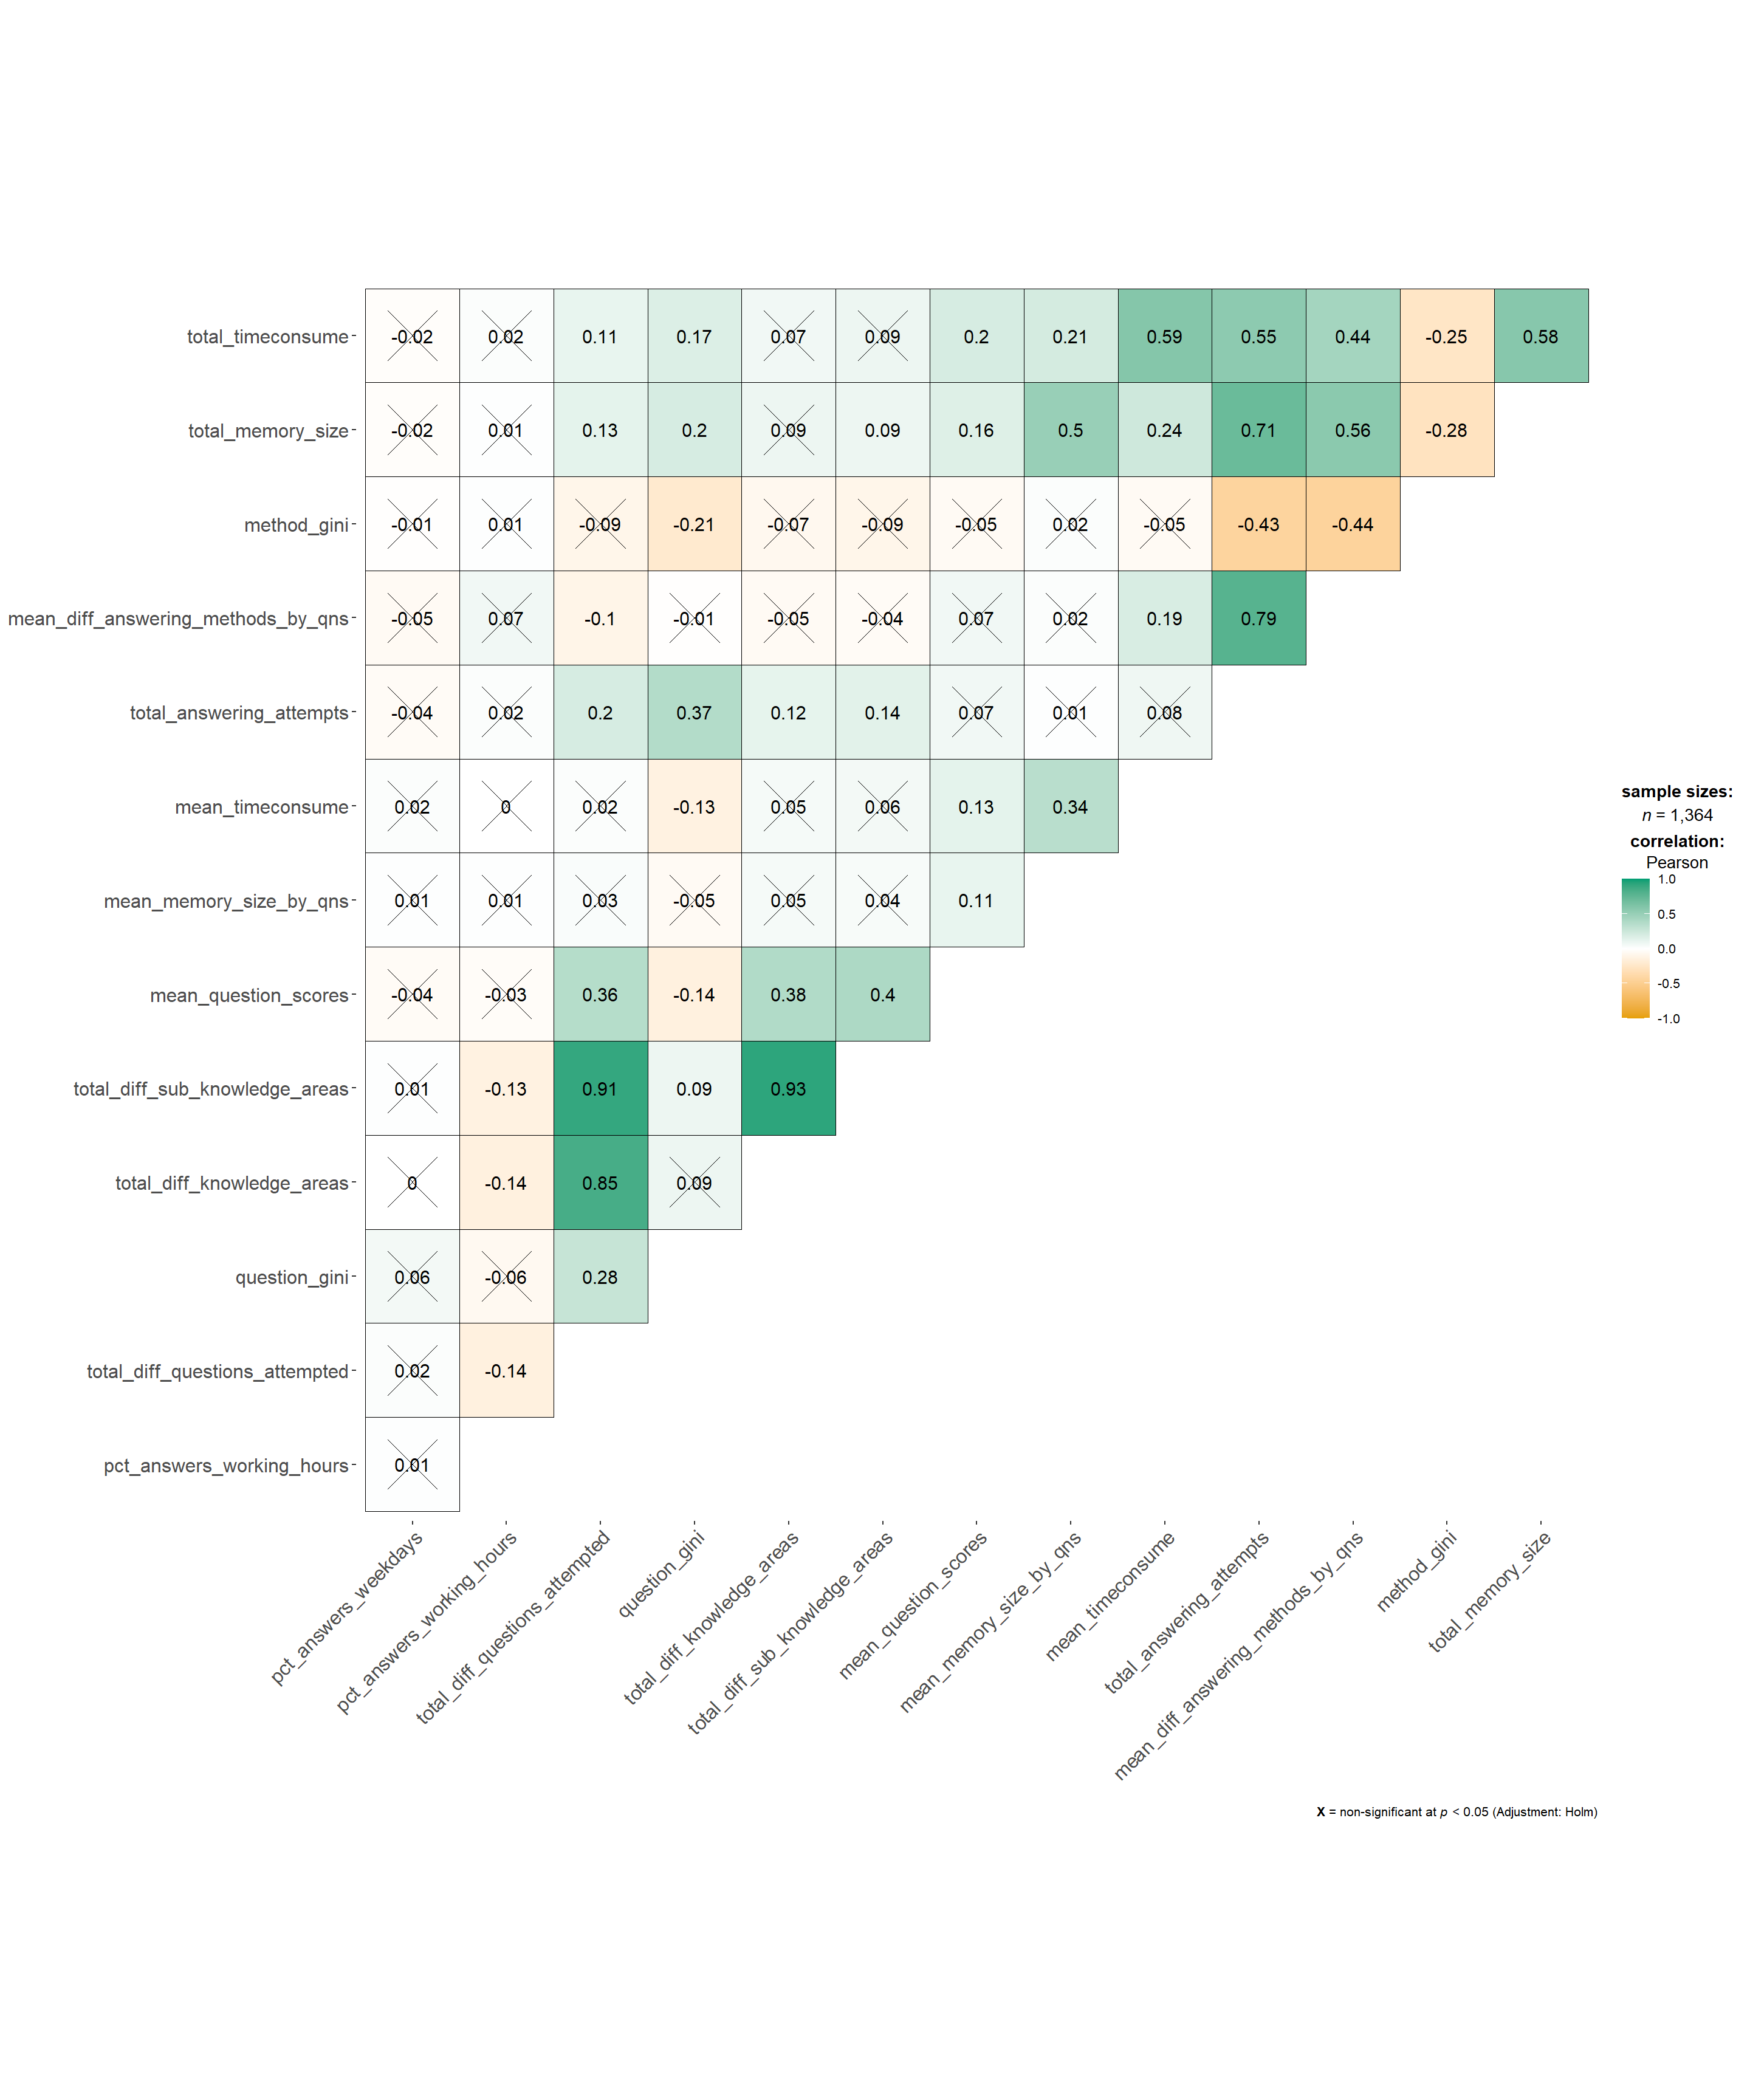 total_timeconsume -0.02 0.02 0.11 0.17 0.07 0.09 0.2 0.21 0.59 0.55 0.44 -0.25 0.58
total_memory_size -0.02 0.01 0.13 0.2 0.09 0.09 0.16 0.5 0.24 0.71 0.56 -0.28
method_gini -0.01 0.01 -0.09 -0.21 -0.07 -0.09 -0.05 0.02 -0.05 -0.43 -0.44
mean_diff_answering_methods_by_qns -0.05 0.07 -0.1 -0.01 -0.05 -0.04 0.07 0.02 0.19 0.79
total_answering_attempts -0.04 0.02 0.2 0.37 0.12 0.14 0.07 0.01 0.08
mean_timeconsume 0.02 0 0.02 -0.13 0.05 0.06 0.13 0.34
mean_memory_size_by_qns 0.01 0.01 0.03 -0.05 0.05 0.04 0.11
mean_question_scores -0.04 -0.03 0.36 -0.14 0.38 0.4
total_diff_sub_knowledge_areas 0.01 -0.13 0.91 0.09 0.93
total_diff_knowledge_areas 0 -0.14 0.85 0.09
question_gini 0.06 -0.06 0.28
total_diff_questions_attempted 0.02 -0.14
pct_answers_working_hours 0.01
pct_answers_weekdays
pct_answers_working_hours
total_diff_questions_attempted
question_gini
total_diff_knowledge_areas
total_diff_sub_knowledge_areas
mean_question_scores
mean_memory_size_by_qns
mean_timeconsume
total_answering_attempts
mean_diff_answering_methods_by_qns
method_gini
total_memory_size
sample sizes:
n = 1,364
correlation:
Pearson
1.0
0.5
0.0
-0.5
-1.0
X = non-significant at p < 0.05 (Adjustment: Holm)